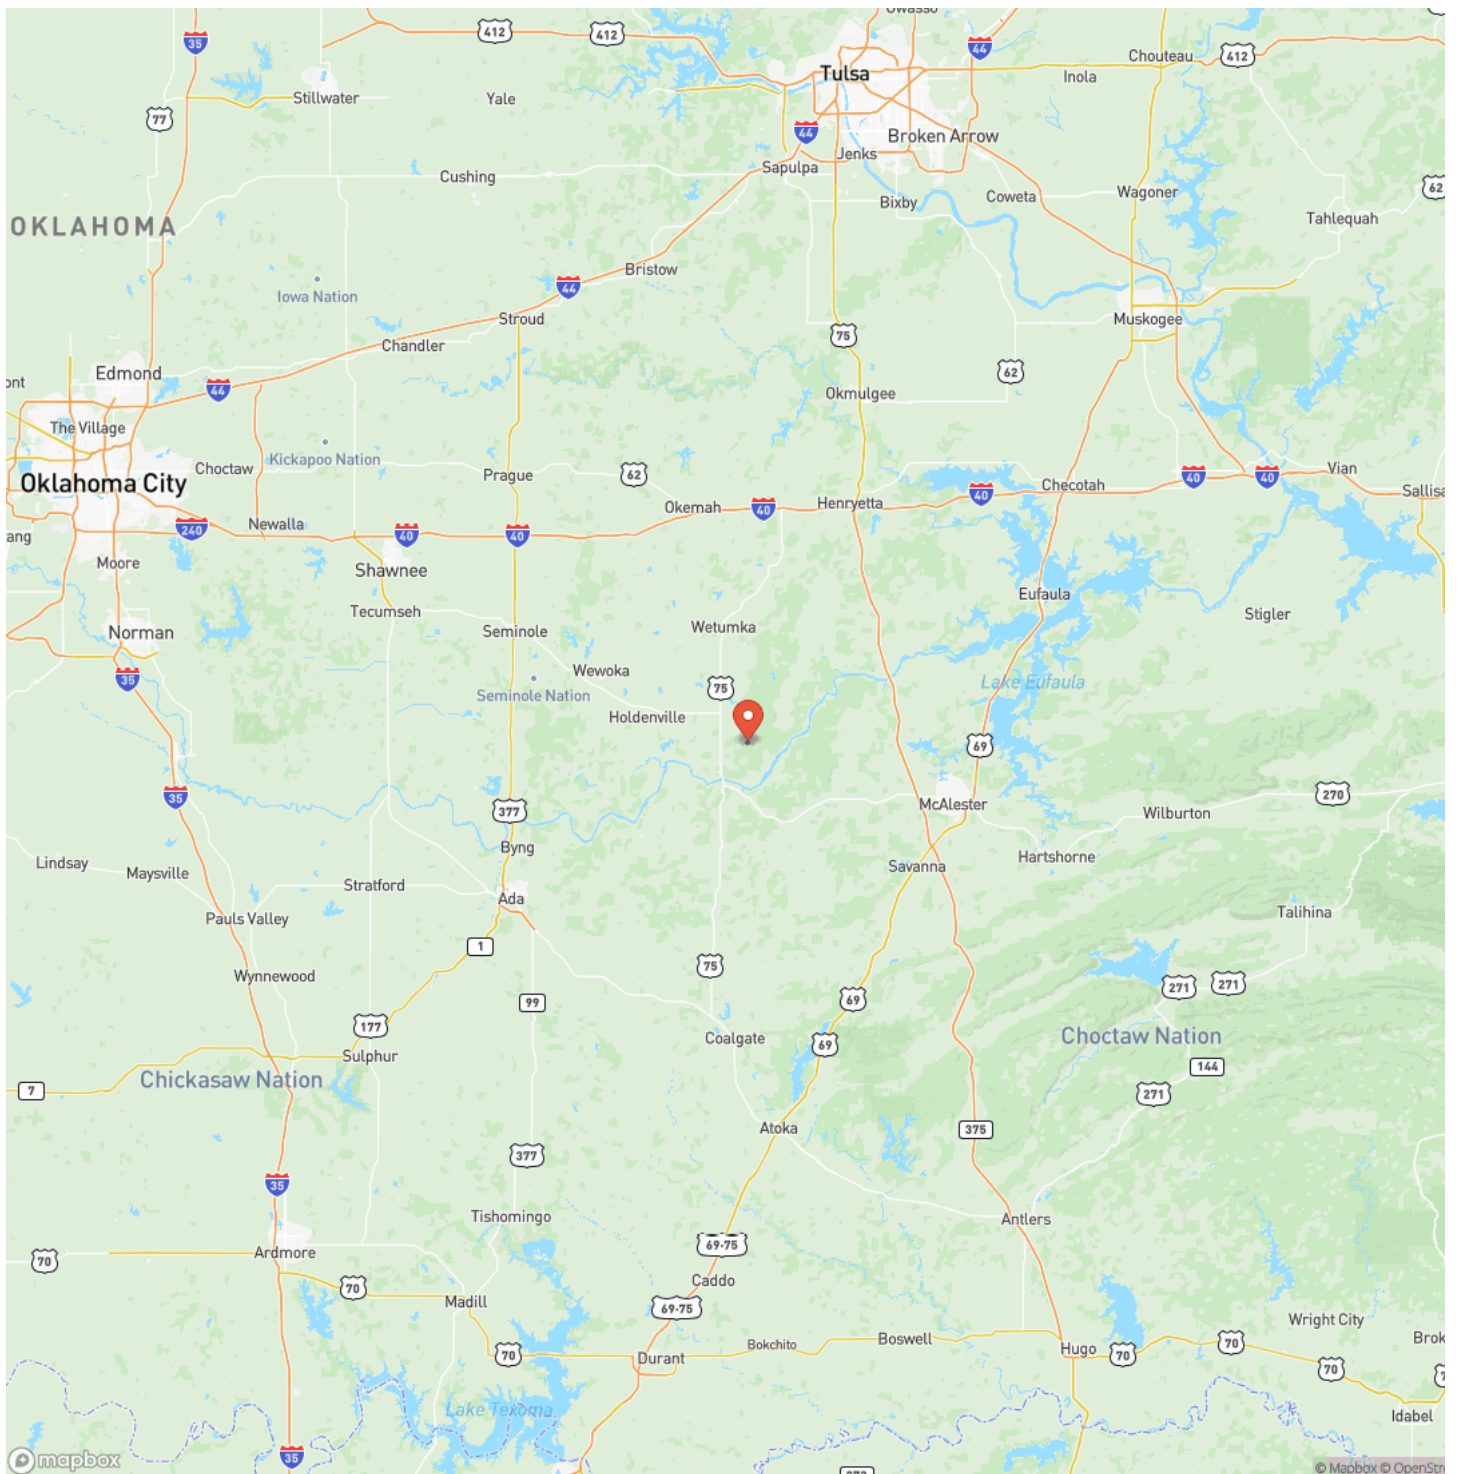 Owasso
412
412
35
44
412
Chouteau
Tulsa
Inola
Stillwater
Yale
77
44
Broken Arrow
Jenks
Sapulpa
Cushing
62
Coweta
Wagoner
Bixby
Tahlequah
OKLAHOMA
Bristow
44
Iowa Nation
Stroud
Muskogee
75
Chandler
Edmond
62
ont
44
Okmulgee
The Village
Kickapoo Nation
Choctaw
Prague
62
Vian
40
40
Oklahoma City
Checotah
40
Sallisa
Henryetta
Okemah
40
Newalla
240
40
40
ang
Moore
Shawnee
Eufaula
Tecumseh
Stigler
Seminole
Wetumka
Norman
Wewoka
35
Lake Eufaula
75
Seminole Nation
Holdenville
69
35
270
McAlester
377
Wilburton
Byng
Hartshorne
Lindsay
Maysville
Savanna
Stratford
Ada
Talihina
Pauls Valley
1
75
Wynnewood
271
271
69
99
177
Coalgate
69
Choctaw Nation
Sulphur
144
Chickasaw Nation
7
271
Atoka
375
377
35
Tishomingo
Antlers
69-75
Ardmore
70
Caddo
70
Madill
69-75
Wright City
Boswell
Brok
Bokchito
70
Hugo
70
70
Durant
70
7
Lake Texoma
Idabel
35
mapbox
© Mapbox © OpenStre